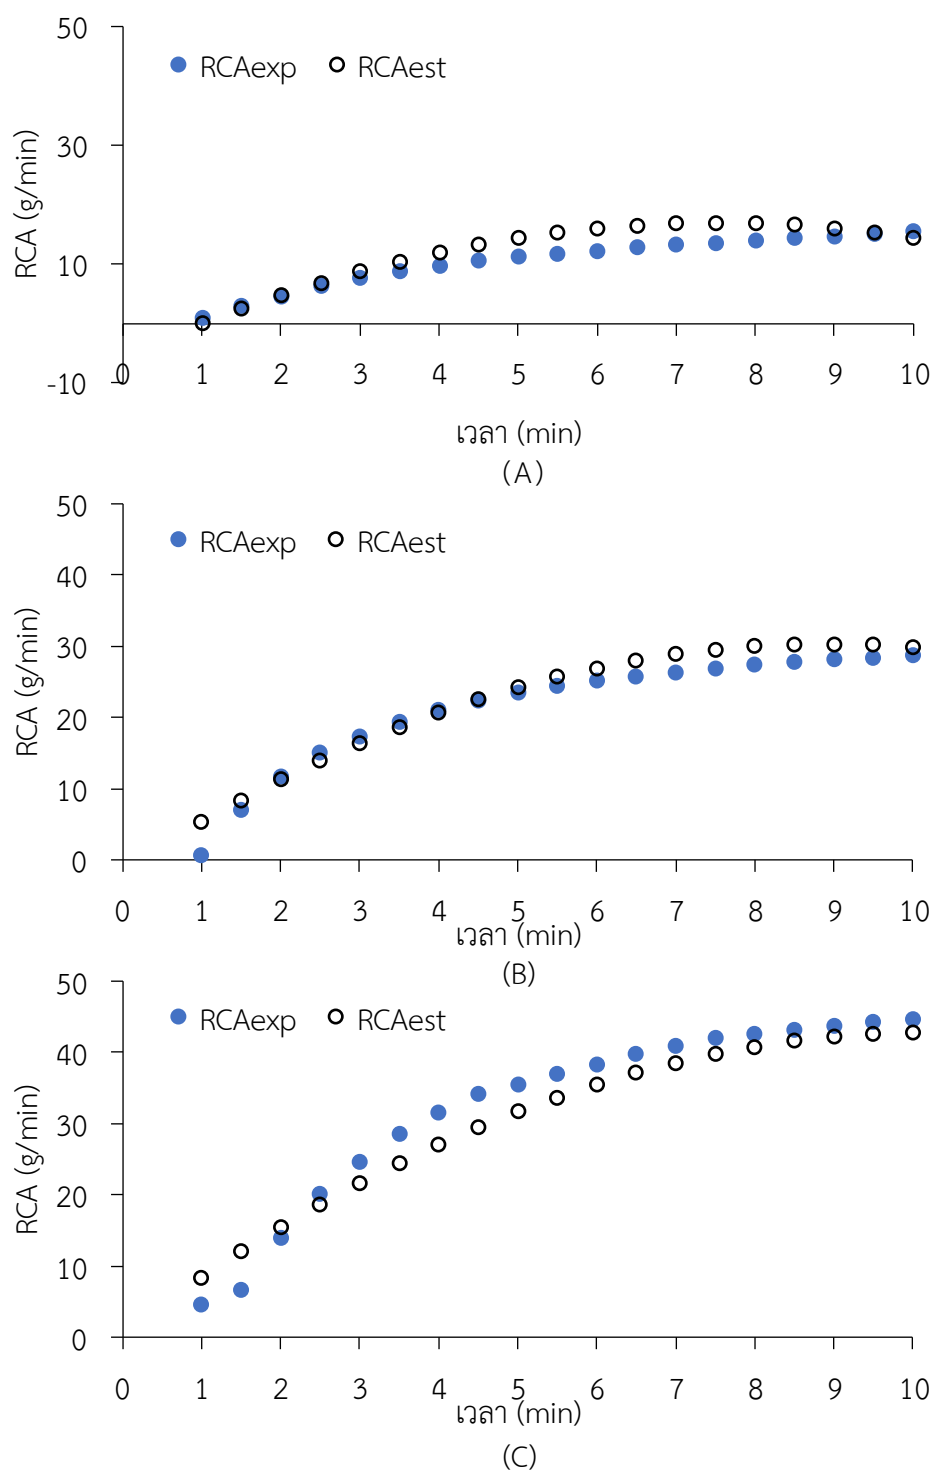 50
RCAexp RCAest
30
RCA (g/min)
10
-10
0 1 2 3 4 5 6 7 8 9 10
เวลา (min)
(A)
50
RCAexp RCAest
40
30
RCA (g/min)
20
10
0
0 1 2 3 4 5 6 7 8 9 10
เวลา (min)
(B)
50
RCAexp RCAest
40
30
RCA (g/min)
20
10
0
0 1 2 3 4 5 6 7 8 9 10
เวลา (min)
(C)